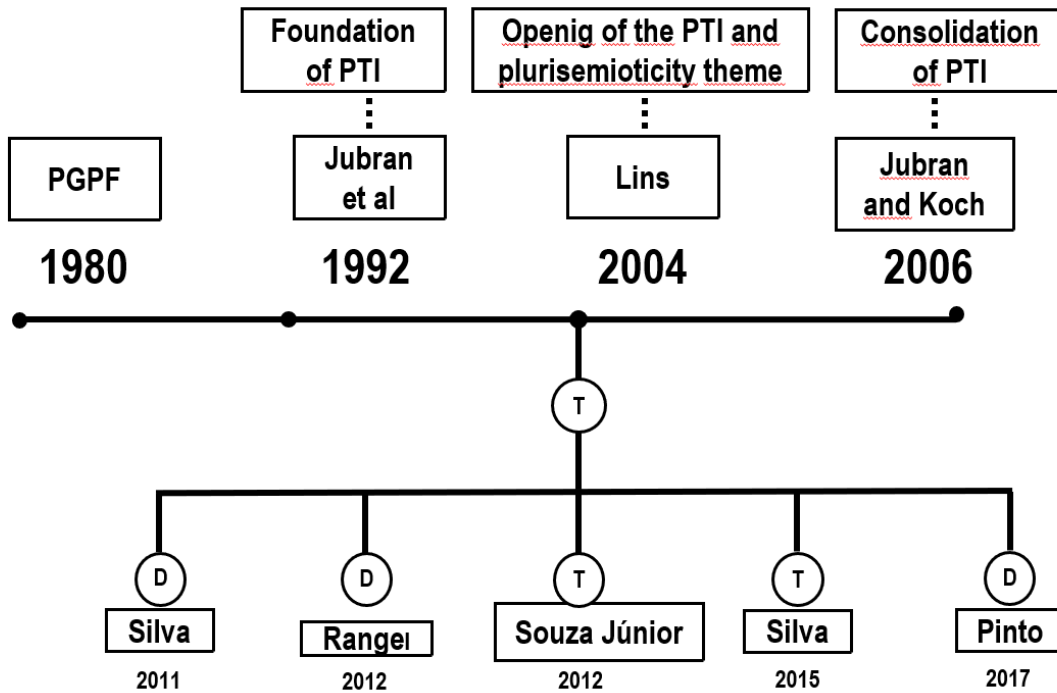 Foundation
of PTI
Openig of the PTI and
plurisemioticity theme
Consolidation
of PTI
PGPF
Jubran
et al
Lins
Jubran
and Koch
1980
1992
2004
2006
T
D
D
T
T
D
Silva
Rangel
Souza Júnior
Silva
Pinto
2011
2012
2012
2015
2017